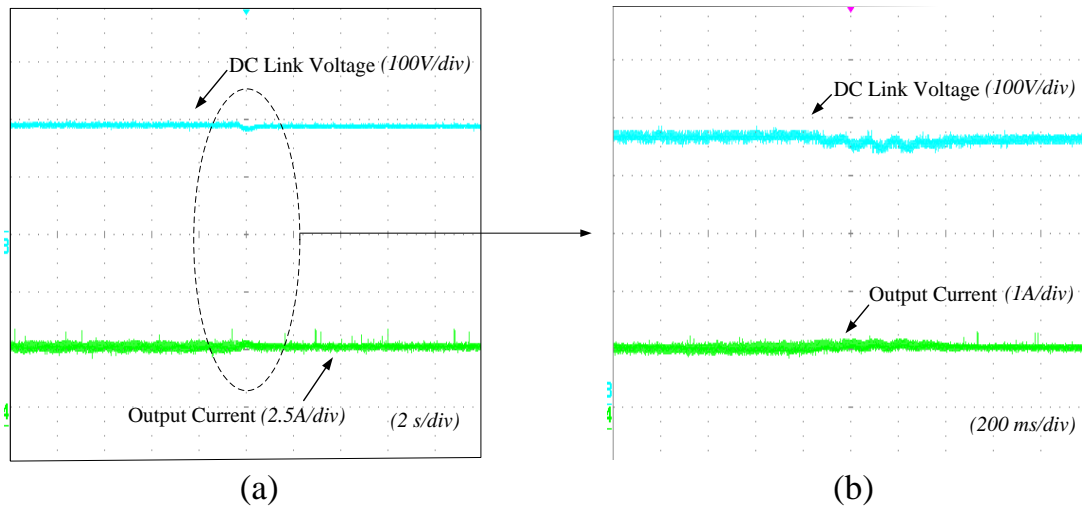 DC Link Voltage (100V/div)
Output Current (2.5A/div)
(2 s/div)
(a)
DC Link Voltage (100V/div)
Output Current (1A/div)
(200 ms/div)
(b)